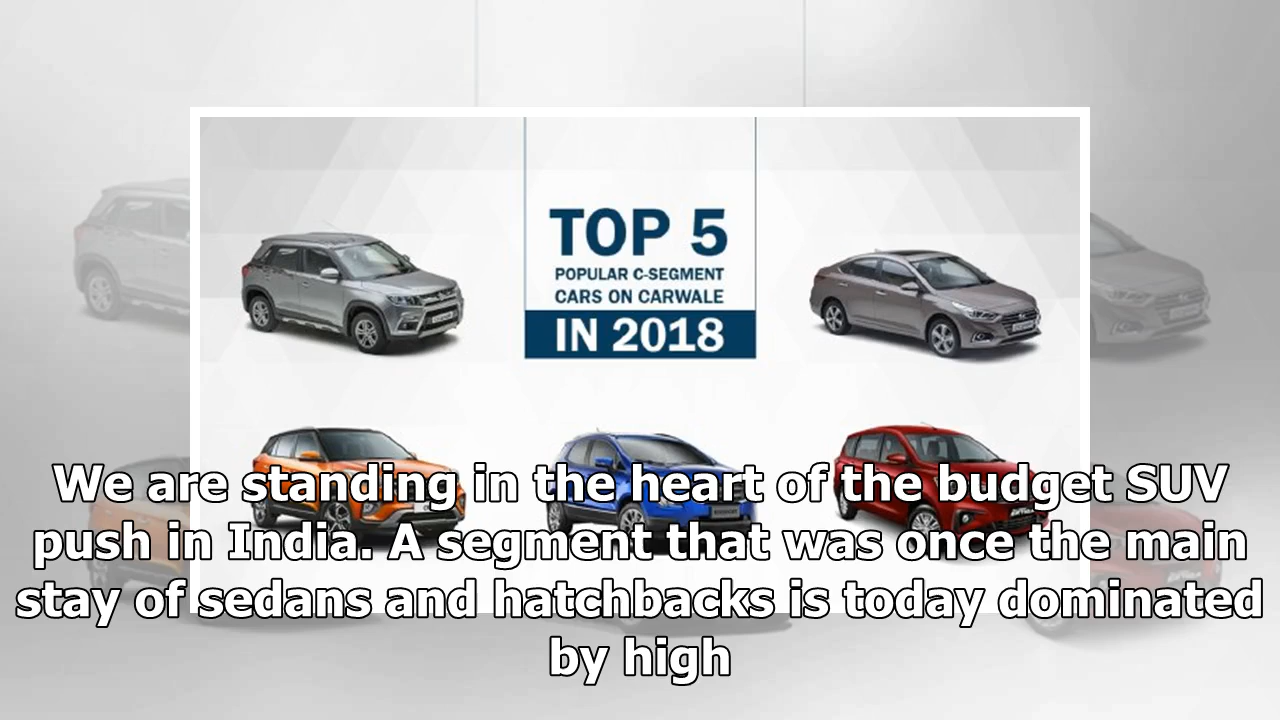 TOP 5
POPULAR C-SEGMENT
CARS ON CARWALE
IN 2018
We are standing in the heart of the budget SUV
push in India. A segment that was once the main
stay of sedans and hatchbacks is today dominated
by high